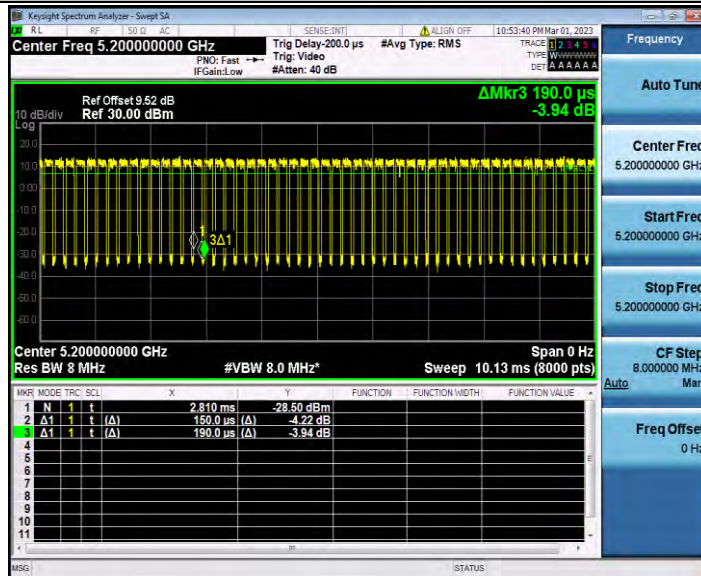 Keysight Spectrum Analyzer - Swept SA
RL RF 50 Ω AC SENSE:INT ALIGN OFF 10:53:40 PM Mar 01, 2023
Center Freq 5.200000000 GHz
Trig Delay-200.0 µs #Avg Type: RMS
TRACE 1 2 3 4 5 6
PNO: Fast Trig: Video
TYPE WWWWWW
IFGain:Low #Atten: 40 dB
DET A A A A A A
Ref Offset 9.52 dB
ΔMkr3 190.0 µs
10 dB/div Ref 30.00 dBm
-3.94 dB
Log
20.0
10.0
0.00
-10.0
-20.0
-30.0
-40.0
-50.0
-60.0
1
3Δ1
Center 5.200000000 GHz Span 0 Hz
Res BW 8 MHz #VBW 8.0 MHz* Sweep 10.13 ms (8000 pts)
MKR MODE TRC SCL X Y FUNCTION FUNCTION WIDTH FUNCTION VALUE
1 N 1 t 2.810 ms -28.50 dBm
2 Δ1 1 t (Δ) 150.0 µs (Δ) -4.22 dB
3 Δ1 1 t (Δ) 190.0 µs (Δ) -3.94 dB
4
5
6
7
8
9
10
11
MSG STATUS
Frequency
Auto Tune
Center Freq
5.200000000 GHz
Start Freq
5.200000000 GHz
Stop Freq
5.200000000 GHz
CF Step
8.000000 MHz
Auto Man
Freq Offset
0 Hz